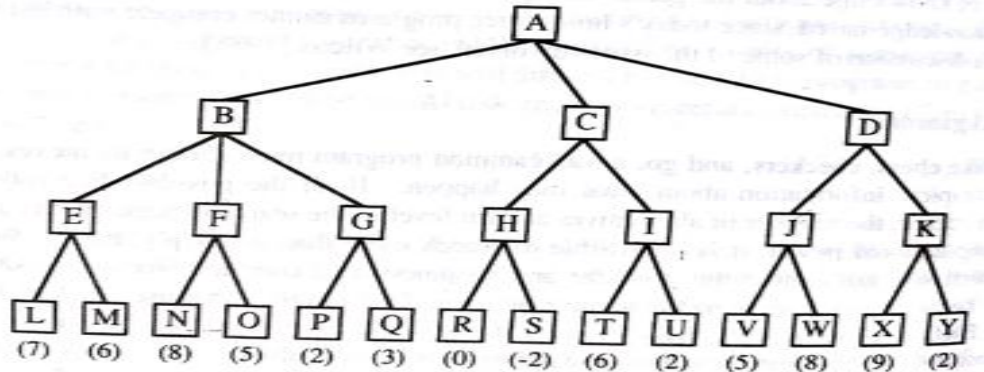 A
B C D
E F G H I J K
L M N O P Q R S T U V W X Y
(7) (6) (8) (5) (2) (3) (0) (-2) (6) (2) (5) (8) (9) (2)